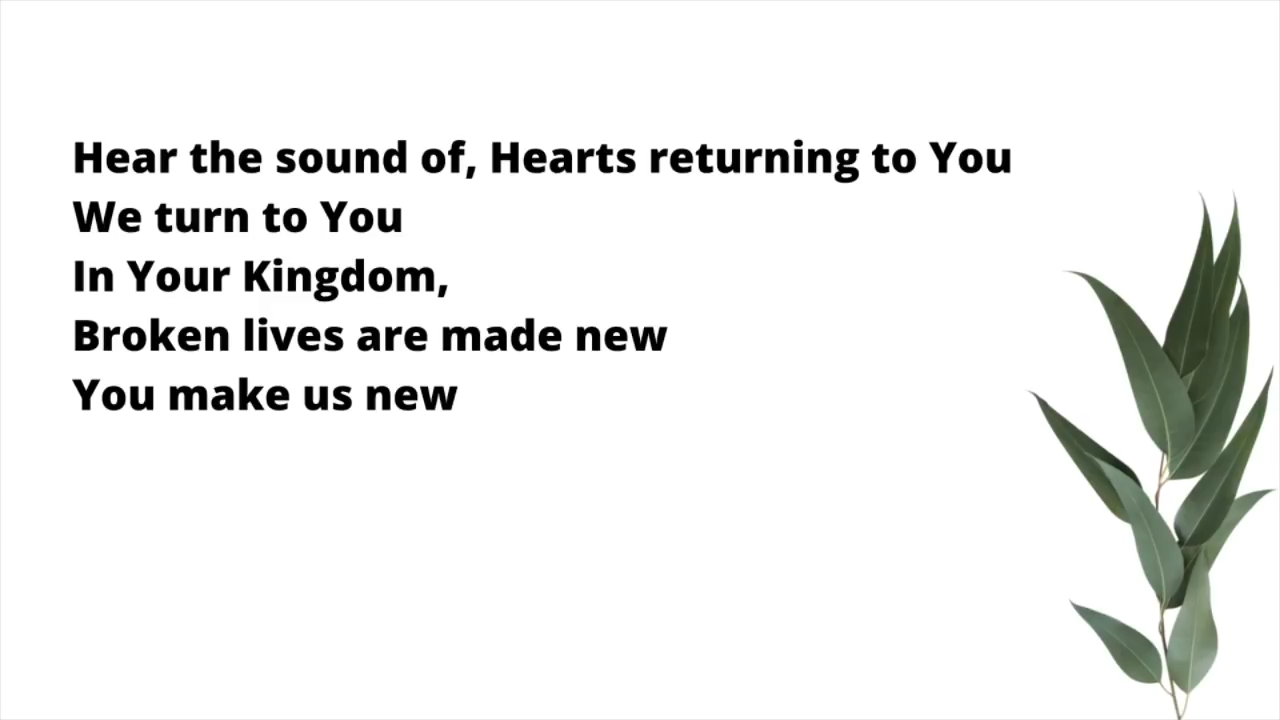 Hear the sound of, Hearts returning to You
We turn to You
In Your Kingdom,
Broken lives are made new
You make us new